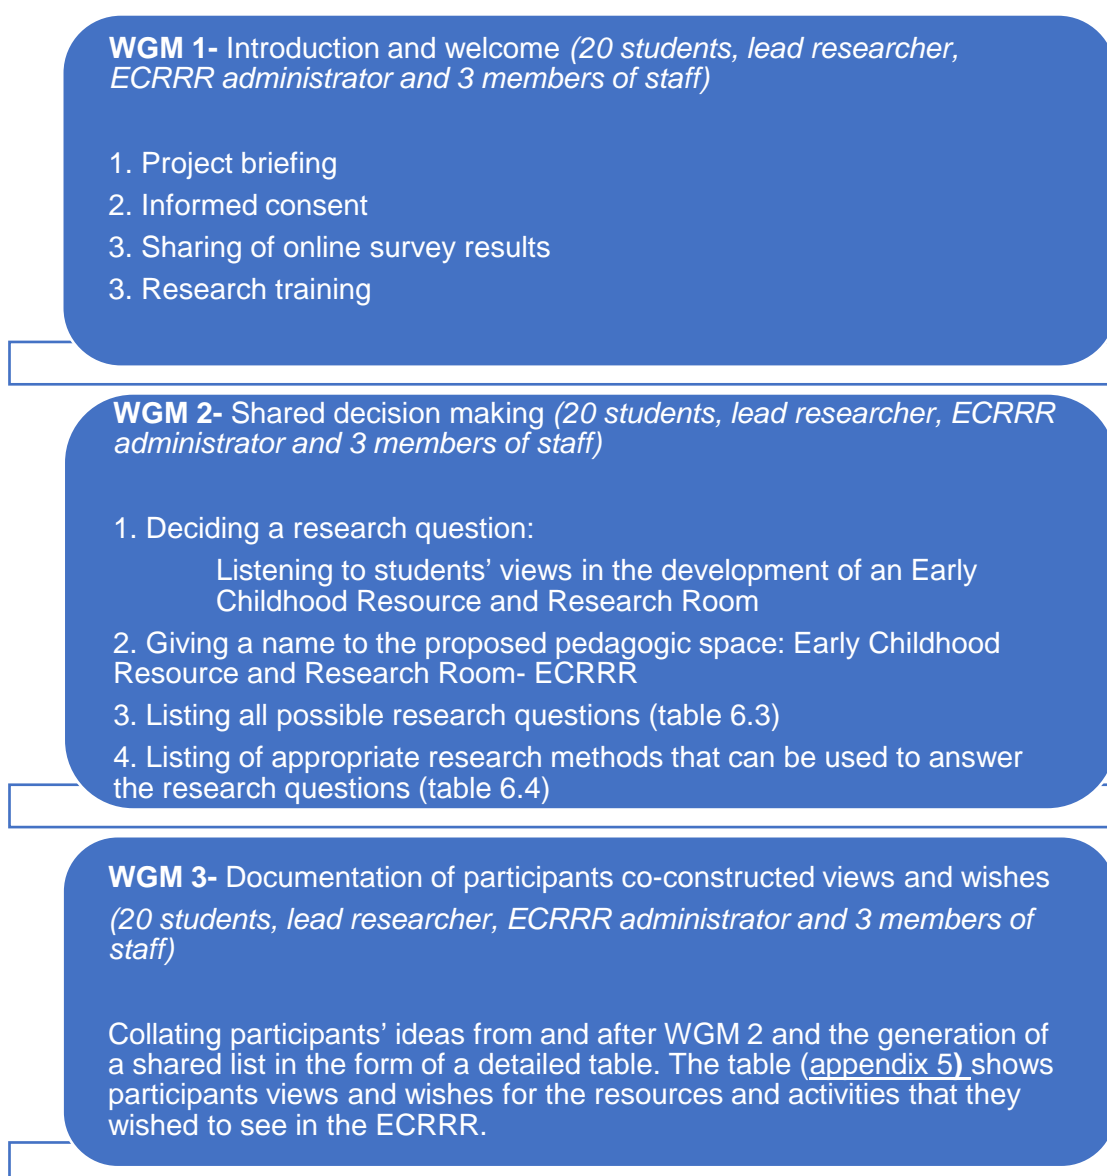 WGM 1- Introduction and welcome (20 students, lead researcher,
ECRRR administrator and 3 members of staff)
1. Project briefing
2. Informed consent
3. Sharing of online survey results
3. Research training
WGM 2- Shared decision making (20 students, lead researcher, ECRRR
administrator and 3 members of staff)
1. Deciding a research question:
Listening to students’ views in the development of an Early
Childhood Resource and Research Room
2. Giving a name to the proposed pedagogic space: Early Childhood
Resource and Research Room- ECRRR
3. Listing all possible research questions (table 6.3)
4. Listing of appropriate research methods that can be used to answer
the research questions (table 6.4)
WGM 3- Documentation of participants co-constructed views and wishes
(20 students, lead researcher, ECRRR administrator and 3 members of
staff)
Collating participants’ ideas from and after WGM 2 and the generation of
a shared list in the form of a detailed table. The table (appendix 5) shows
participants views and wishes for the resources and activities that they
wished to see in the ECRRR.